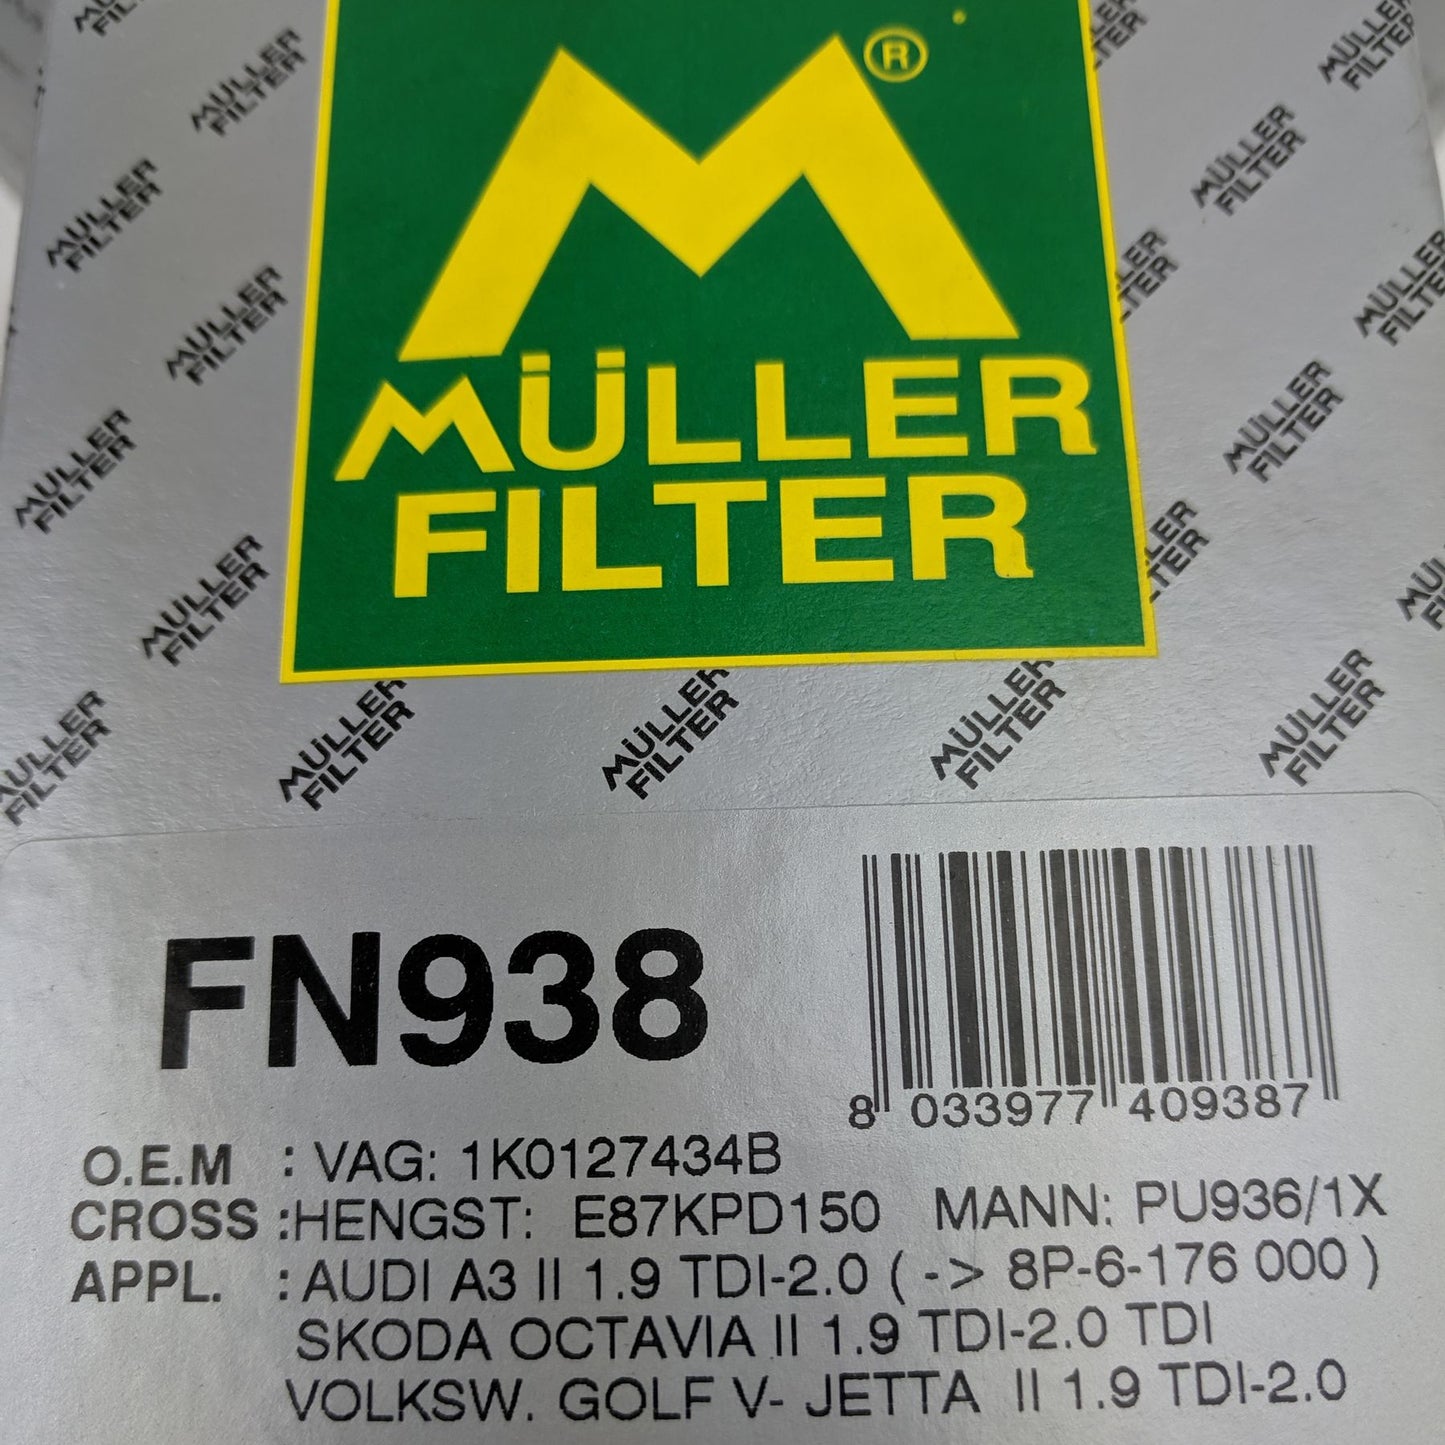 ®
MÜLLER
FILTER
FN938
8 033977 409387
O.E.M : VAG: 1K0127434B
CROSS :HENGST: E87KPD150 MANN: PU936/1X
APPL. : AUDI A3 II 1.9 TDI-2.0 ( -> 8P-6-176 000 )
SKODA OCTAVIA II 1.9 TDI-2.0 TDI
VOLKSW. GOLF V- JETTA II 1.9 TDI-2.0
MÜLLER
FILTER